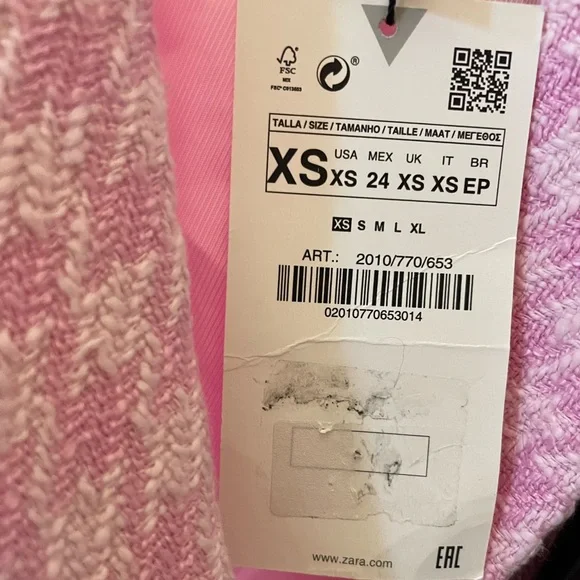 FSC
MIX
FSC® C013683
®
TALLA / SIZE / TAMANHO / TAILLE / MAAT / ΜΕΓΕΘΟΣ
XS
USA MEX UK IT BR
XS 24 XS XS EP
XS S M L XL
ART.: 2010/770/653
02010770653014
www.zara.com
EAC